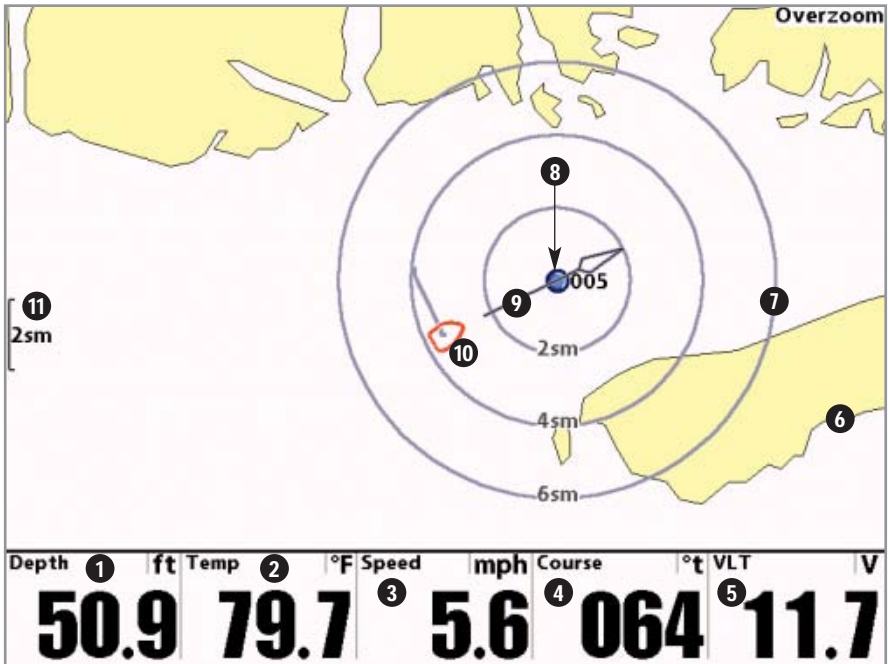 Overzoom
8
005
11
9
7
2sm
10
2sm
4sm
6
6sm
Depth 1 ft Temp 2 °F Speed mph Course °t VLT V
3 4 5
50.9 79.7 5.6 064 11.7